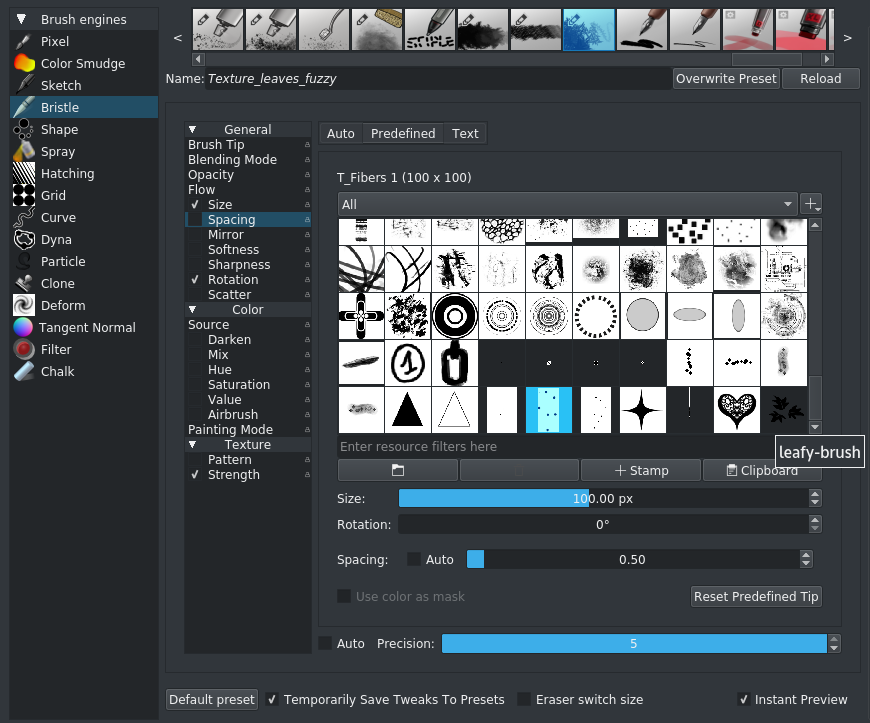 Brush engines
Pixel
Color Smudge
Sketch
Bristle
Shape
Spray
Hatching
Grid
Curve
Dyna
Particle
Clone
Deform
Tangent Normal
Filter
Chalk
<
>
Name: Texture_leaves_fuzzy
Overwrite Preset
Reload
General
Brush Tip
Blending Mode
Opacity
Flow
Size
Spacing
Mirror
Softness
Sharpness
Rotation
Scatter
Color
Source
Darken
Mix
Hue
Saturation
Value
Airbrush
Painting Mode
Texture
Pattern
Strength
Auto
Predefined
Text
T_Fibers 1 (100 x 100)
All
Enter resource filters here
leafy-brush
Stamp
Clipboard
Size: 100.00 px
Rotation: 0°
Spacing: Auto 0.50
Use color as mask
Reset Predefined Tip
Auto Precision: 5
Default preset
Temporarily Save Tweaks To Presets
Eraser switch size
Instant Preview